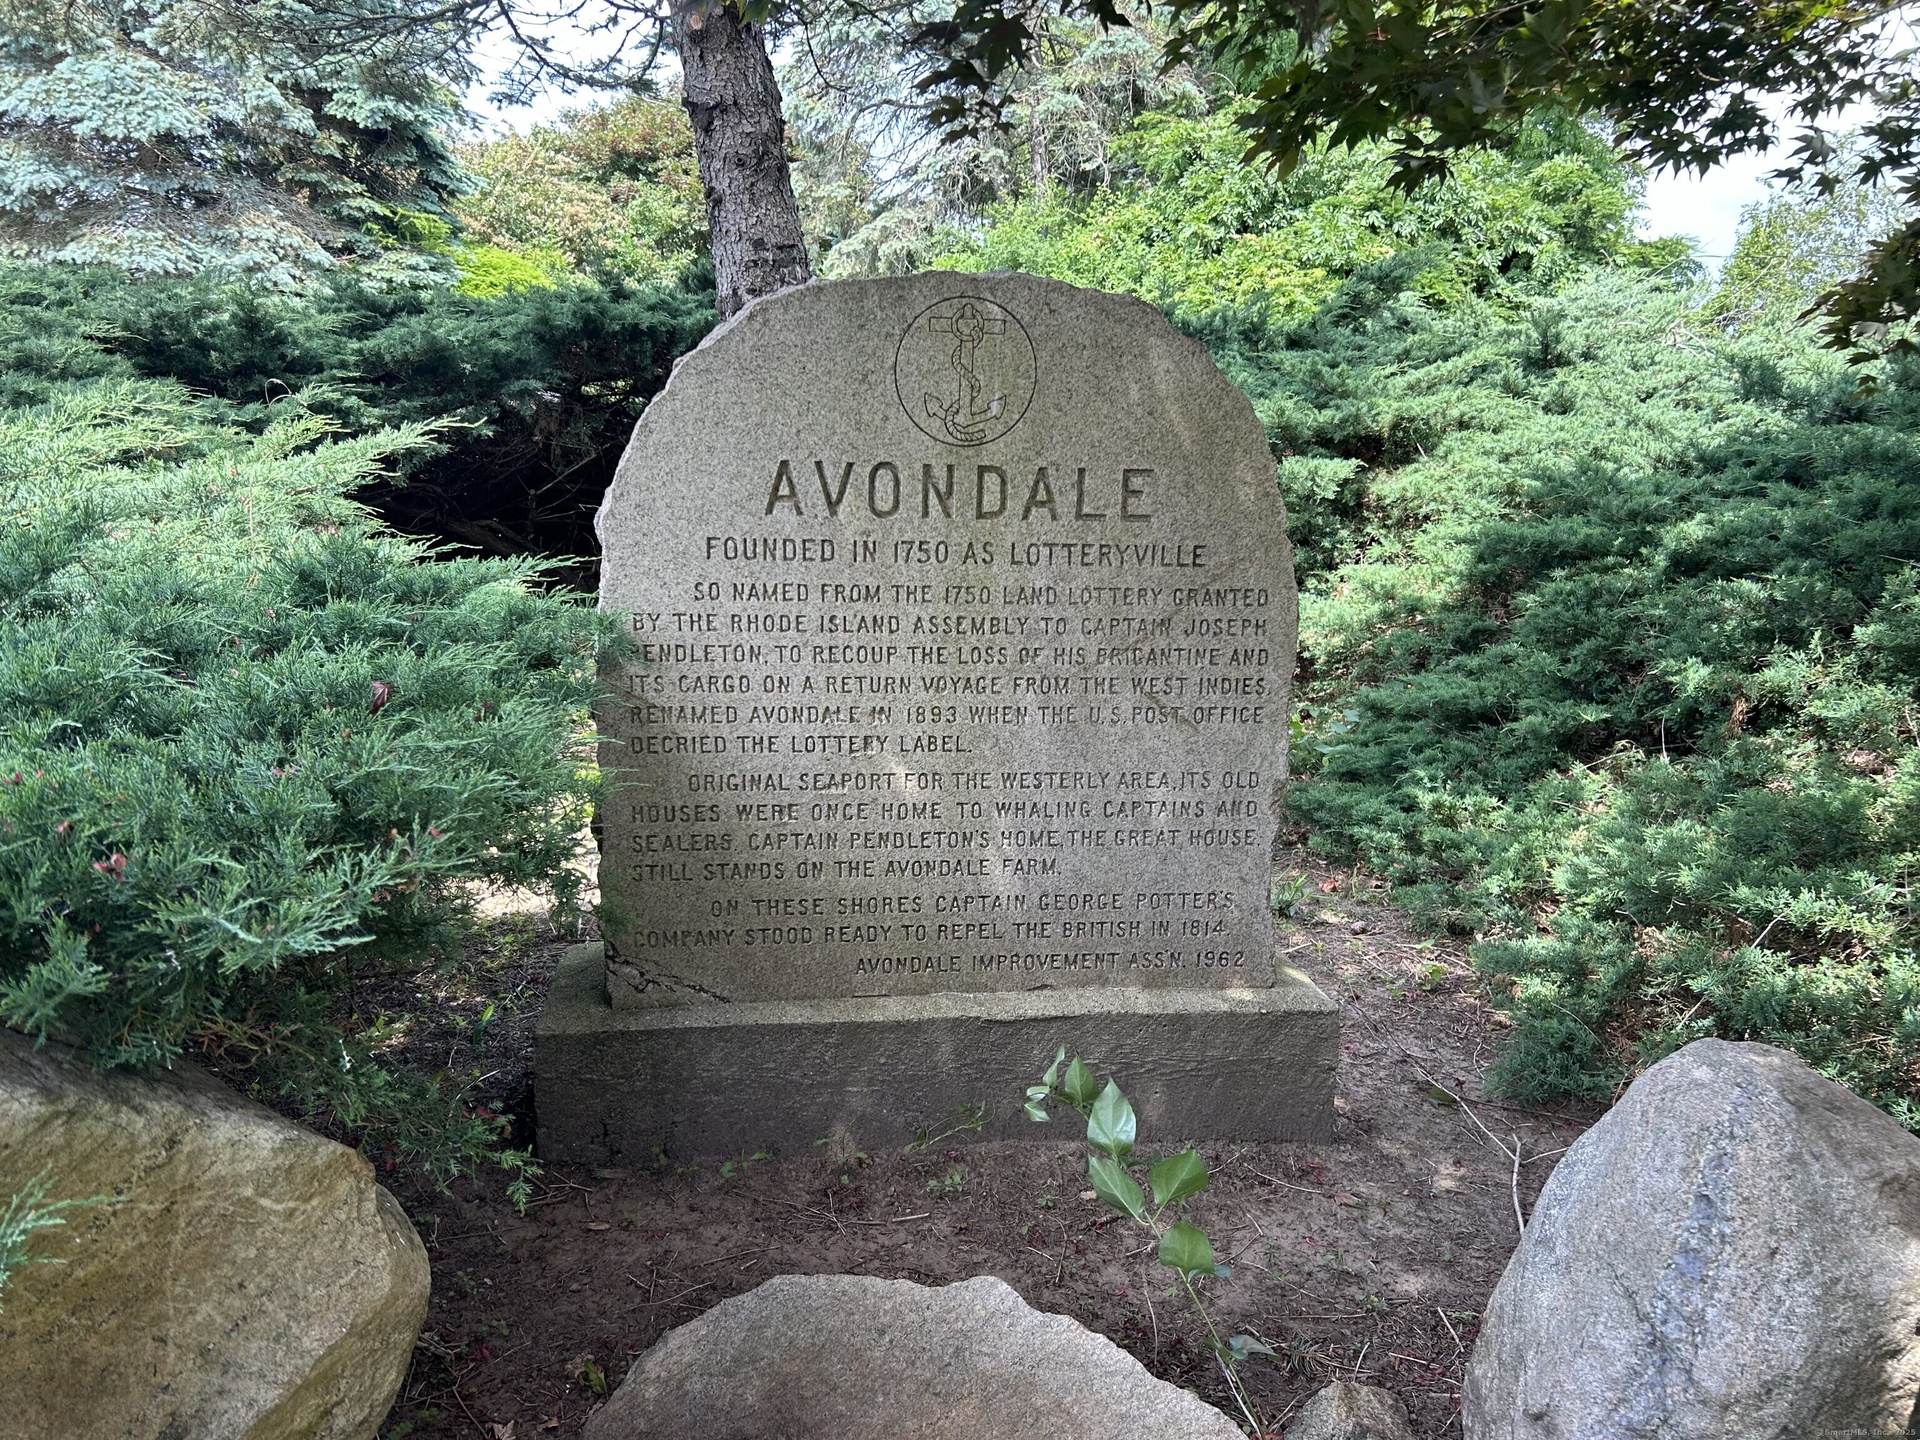 AVONDALE
FOUNDED IN 1750 AS LOTTERYVILLE
SO NAMED FROM THE 1750 LAND LOTTERY GRANTED
BY THE RHODE ISLAND ASSEMBLY TO CAPTAIN JOSEPH
PENDLETON, TO RECOUP THE LOSS OF HIS BRIGANTINE AND
ITS CARGO ON A RETURN VOYAGE FROM THE WEST INDIES.
RENAMED AVONDALE IN 1893 WHEN THE U.S. POST OFFICE
DECRIED THE LOTTERY LABEL.
ORIGINAL SEAPORT FOR THE WESTERLY AREA, ITS OLD
HOUSES WERE ONCE HOME TO WHALING CAPTAINS AND
SEALERS. CAPTAIN PENDLETON'S HOME, THE GREAT HOUSE,
STILL STANDS ON THE AVONDALE FARM.
ON THESE SHORES CAPTAIN GEORGE POTTER'S
COMPANY STOOD READY TO REPEL THE BRITISH IN 1814.
AVONDALE IMPROVEMENT ASS'N. 1962
©SmartMLS, Inc. 2025